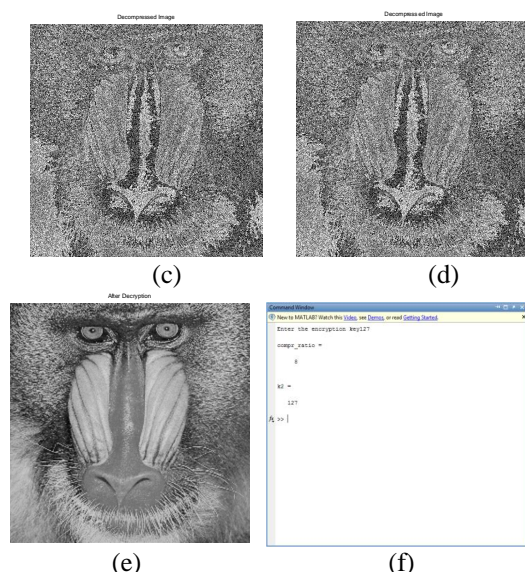 Decompressed Image
Decompressed Image
(c)
(d)
After Decryption
Command Window
New to MATLAB? Watch this Video, see Demos, or read Getting Started.
Enter the encryption key127
compr_ratio =
8
k2 =
127
fx >>
(e)
(f)